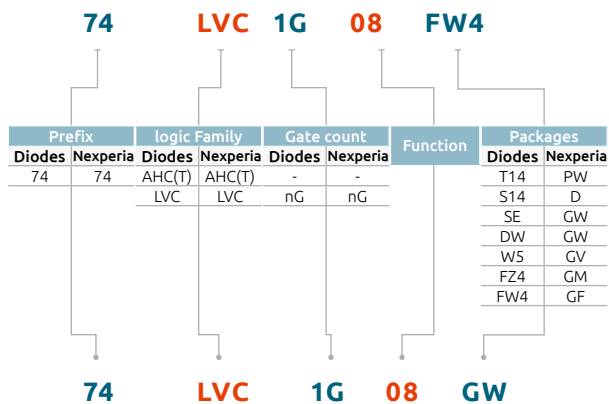 74 LVC 1G 08 FW4
Prefix logic Family Gate count Function Packages
Diodes Nexperia Diodes Nexperia Diodes Nexperia Diodes Nexperia
74 74 AHC(T) AHC(T) - - T14 PW
LVC LVC nG nG S14 D
SE GW
DW GW
W5 GV
FZ4 GM
FW4 GF
74 LVC 1G 08 GW